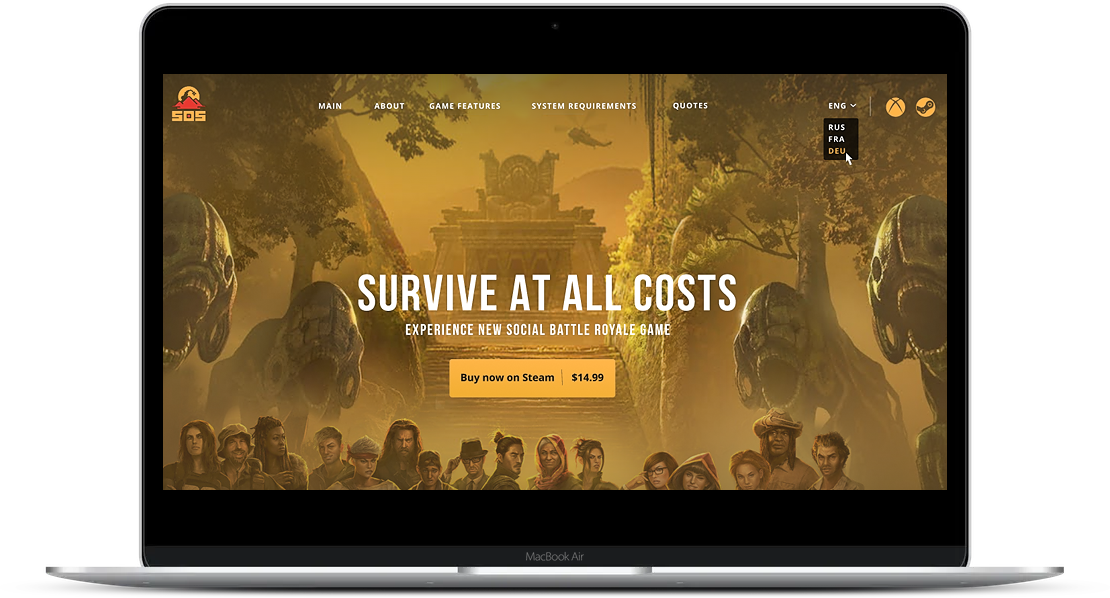 SOS
MAIN
ABOUT
GAME FEATURES
SYSTEM REQUIREMENTS
QUOTES
ENG
RUS
FRA
DEU
SURVIVE AT ALL COSTS
EXPERIENCE NEW SOCIAL BATTLE ROYALE GAME
Buy now on Steam
$14.99
MacBook Air